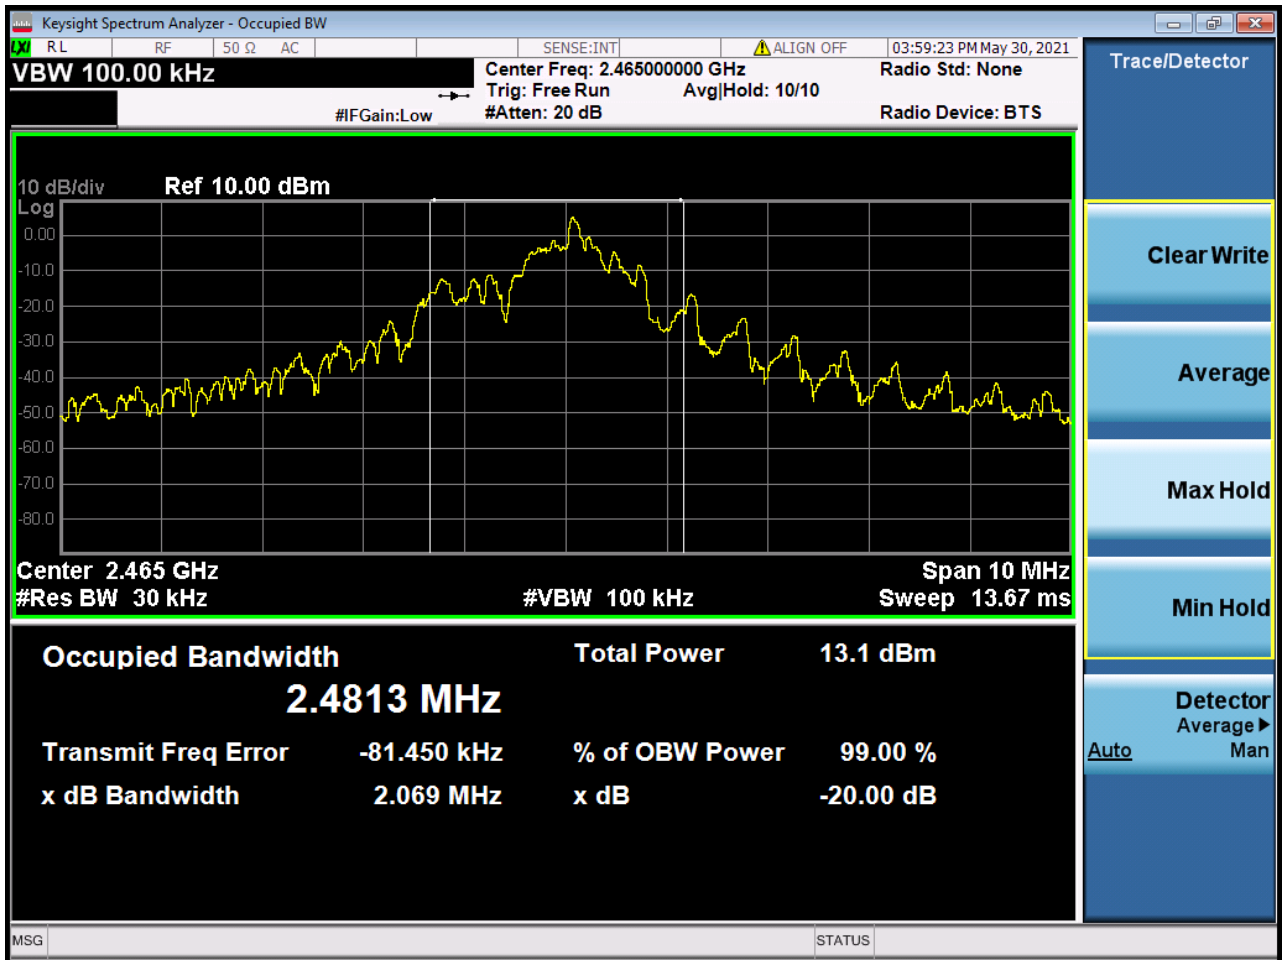 Keysight Spectrum Analyzer - Occupied BW
LXI RL RF 50 Ω AC SENSE:INT ALIGN OFF 03:59:23 PM May 30, 2021
VBW 100.00 kHz
Center Freq: 2.465000000 GHz
Radio Std: None
Trig: Free Run
Avg|Hold: 10/10
#IFGain:Low
#Atten: 20 dB
Radio Device: BTS
10 dB/div
Ref 10.00 dBm
Log
0.00
-10.0
-20.0
-30.0
-40.0
-50.0
-60.0
-70.0
-80.0
Center 2.465 GHz
Span 10 MHz
#Res BW 30 kHz
#VBW 100 kHz
Sweep 13.67 ms
Occupied Bandwidth
Total Power 13.1 dBm
2.4813 MHz
Transmit Freq Error -81.450 kHz
% of OBW Power 99.00 %
x dB Bandwidth 2.069 MHz
x dB -20.00 dB
Trace/Detector
Clear Write
Average
Max Hold
Min Hold
Detector
Average▶
Auto Man
MSG
STATUS